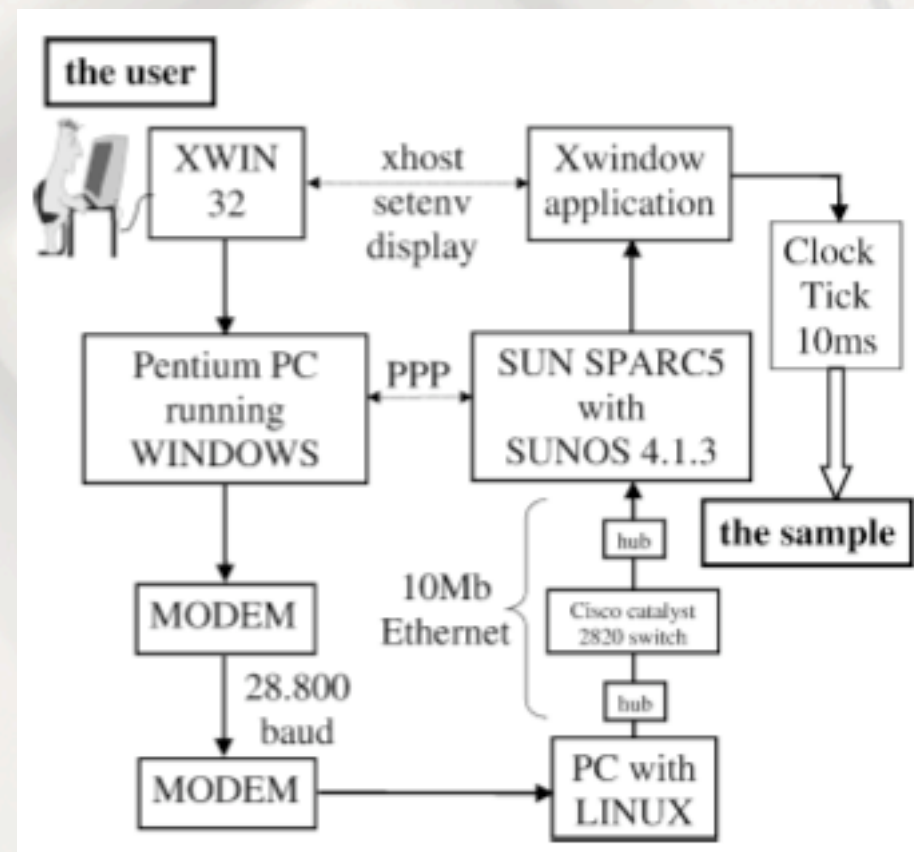 the user
XWIN
32
xhost
setenv
display
Xwindow
application
Clock
Tick
10ms
Pentium PC
running
WINDOWS
PPP
SUN SPARC5
with
SUNOS 4.1.3
the sample
hub
10Mb
Ethernet
Cisco catalyst
2820 switch
hub
MODEM
28.800
baud
MODEM
PC with
LINUX